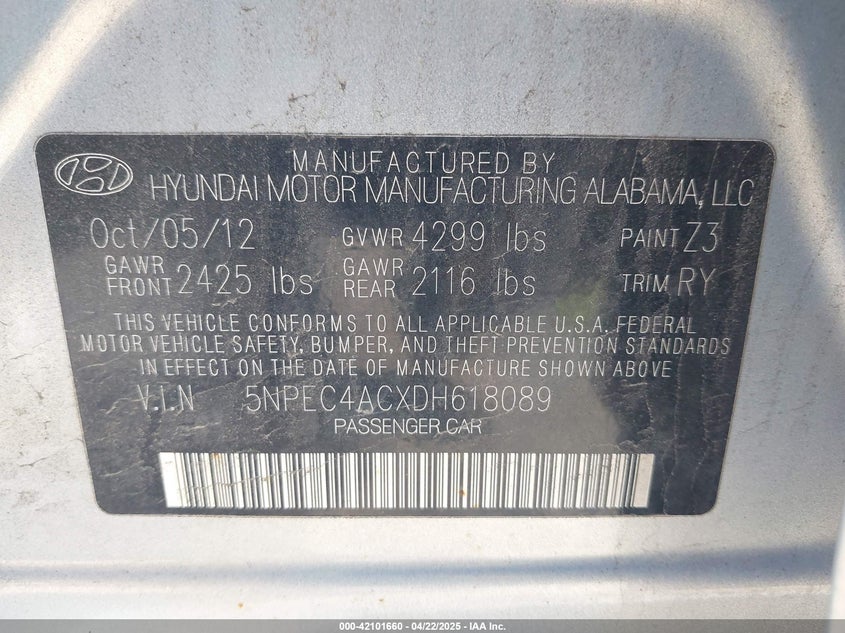 MANUFACTURED BY
HYUNDAI MOTOR MANUFACTURING ALABAMA, LLC
Oct/05/12 GVWR 4299 lbs PAINT Z3
GAWR FRONT 2425 lbs GAWR REAR 2116 lbs TRIM RY
THIS VEHICLE CONFORMS TO ALL APPLICABLE U.S.A. FEDERAL
MOTOR VEHICLE SAFETY, BUMPER, AND THEFT PREVENTION STANDARDS
IN EFFECT ON THE DATE OF MANUFACTURE SHOWN ABOVE
V.I.N 5NPEC4ACXDH618089
PASSENGER CAR
000-42101660 - 04/22/2025 - IAA Inc.